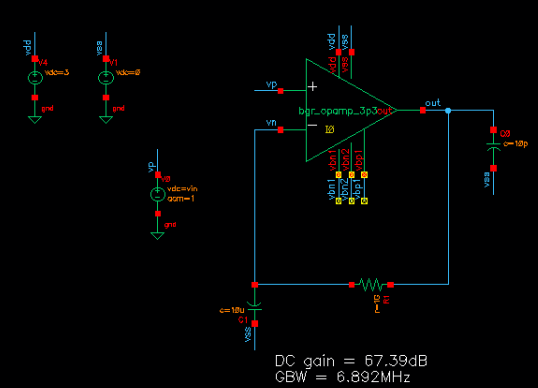 vdd
V4
vdc=3
gnd
vss
V1
vdc=0
gnd
vp
V0
vdc=vin
acm=1
gnd
vdd
vss
vdd
vss
vp
vn
bgr_opamp_3p3
out
I0
out
vbn1
vbn2
vbp1
vbn1
vbn2
vbp1
C0
c=10p
vss
r=1G
R1
c=10u
C1
vss
DC gain = 67.39dB
GBW = 6.892MHz